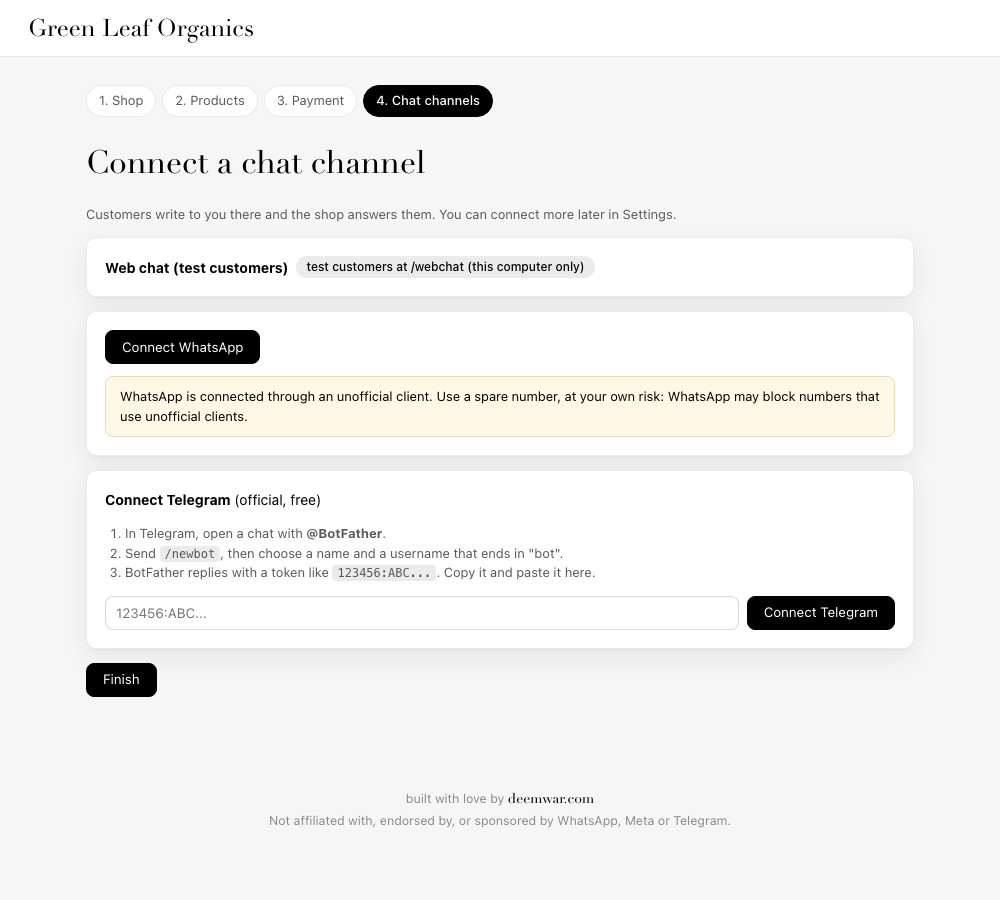 Green Leaf Organics
1. Shop
2. Products
3. Payment
4. Chat channels
Connect a chat channel
Customers write to you there and the shop answers them. You can connect more later in Settings.
Web chat (test customers) test customers at /webchat (this computer only)
Connect WhatsApp
WhatsApp is connected through an unofficial client. Use a spare number, at your own risk: WhatsApp may block numbers that
use unofficial clients.
Connect Telegram (official, free)
1. In Telegram, open a chat with @BotFather.
2. Send /newbot, then choose a name and a username that ends in "bot".
3. BotFather replies with a token like 123456:ABC... . Copy it and paste it here.
123456:ABC...
Connect Telegram
Finish
built with love by deemwar.com
Not affiliated with, endorsed by, or sponsored by WhatsApp, Meta or Telegram.